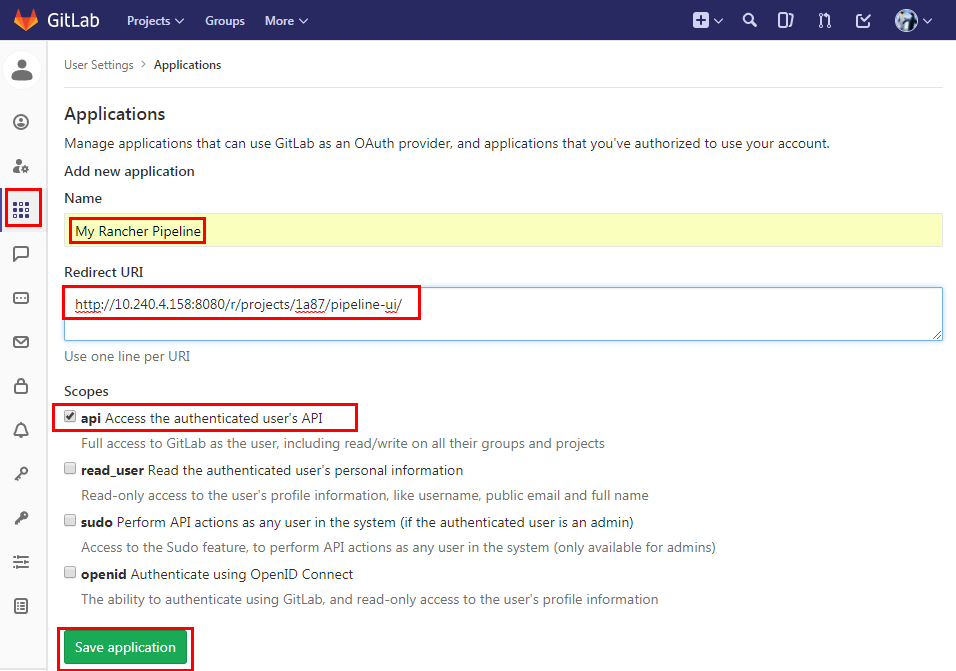 GitLab Projects Groups More
User Settings > Applications
Applications
Manage applications that can use GitLab as an OAuth provider, and applications that you've authorized to use your account.
Add new application
Name
My Rancher Pipeline
Redirect URI
http://10.240.4.158:8080/r/projects/1a87/pipeline-ui/
Use one line per URI
Scopes
api Access the authenticated user's API
Full access to GitLab as the user, including read/write on all their groups and projects
read_user Read the authenticated user's personal information
Read-only access to the user's profile information, like username, public email and full name
sudo Perform API actions as any user in the system (if the authenticated user is an admin)
Access to the Sudo feature, to perform API actions as any user in the system (only available for admins)
openid Authenticate using OpenID Connect
The ability to authenticate using GitLab, and read-only access to the user's profile information
Save application